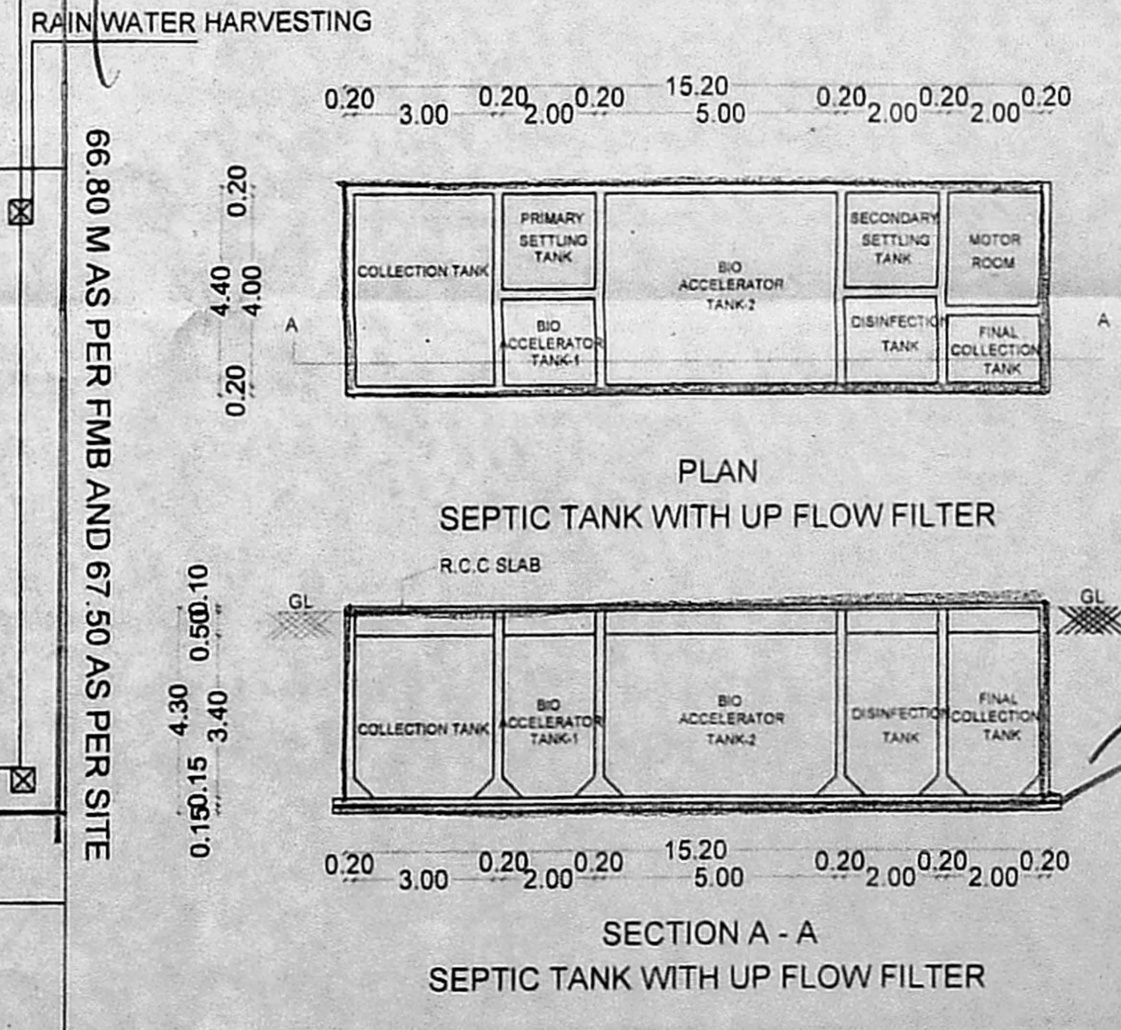 RAIN WATER HARVESTING
66.80 M AS PER FMB AND 67.50 AS PER SITE
15.20
0.20 3.00 0.20 2.00 0.20 5.00 0.20 2.00 0.20 2.00 0.20
0.20
4.40 4.00
0.20
COLLECTION TANK
PRIMARY
SETTLING
TANK
BIO
ACCELERATOR
TANK-1
BIO
ACCELERATOR
TANK-2
SECONDARY
SETTLING
TANK
DISINFECTION
TANK
MOTOR
ROOM
FINAL
COLLECTION
TANK
A
A
PLAN
SEPTIC TANK WITH UP FLOW FILTER
R.C.C SLAB
GL
GL
0.10
0.50
4.30 3.40
0.15
0.15
COLLECTION TANK
BIO
ACCELERATOR
TANK-1
BIO
ACCELERATOR
TANK-2
DISINFECTION
TANK
FINAL
COLLECTION
TANK
15.20
0.20 3.00 0.20 2.00 0.20 5.00 0.20 2.00 0.20 2.00 0.20
SECTION A - A
SEPTIC TANK WITH UP FLOW FILTER